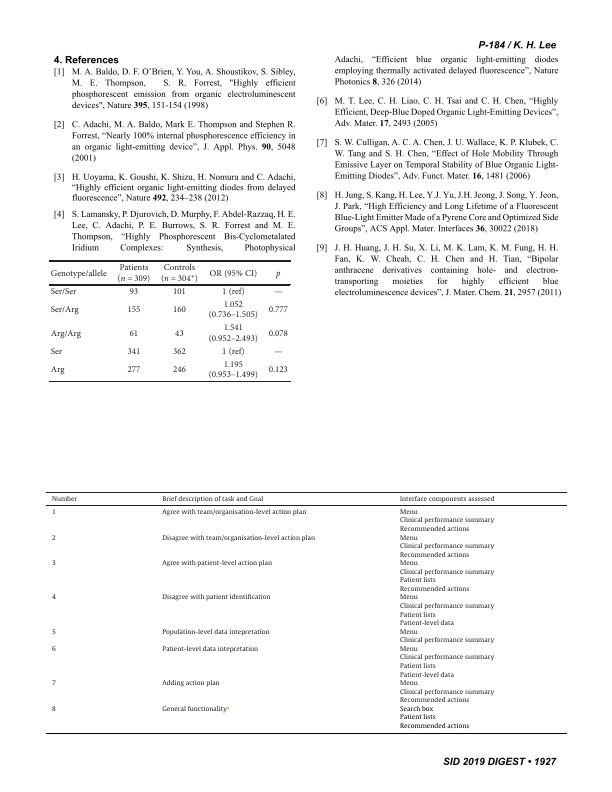 P-184 / K. H. Lee
4. References
[1] M. A. Baldo, D. F. O'Brien, Y. You, A. Shoustikov, S. Sibley,
M. E. Thompson, S. R. Forrest, "Highly efficient
phosphorescent emission from organic electroluminescent
devices", Nature 395, 151-154 (1998)
[2] C. Adachi, M. A. Baldo, Mark E. Thompson and Stephen R.
Forrest, “Nearly 100% internal phosphorescence efficiency in
an organic light-emitting device”, J. Appl. Phys. 90, 5048
(2001)
[3] H. Uoyama, K. Goushi, K. Shizu, H. Nomura and C. Adachi,
“Highly efficient organic light-emitting diodes from delayed
fluorescence”, Nature 492, 234–238 (2012)
[4] S. Lamansky, P. Djurovich, D. Murphy, F. Abdel-Razzaq, H. E.
Lee, C. Adachi, P. E. Burrows, S. R. Forrest and M. E.
Thompson, “Highly Phosphorescent Bis-Cyclometalated
Iridium Complexes: Synthesis, Photophysical
Genotype/allele Patients (n = 309) Controls (n = 304*) OR (95% CI) p
Ser/Ser 93 101 1 (ref) —
Ser/Arg 155 160 1.052 (0.736–1.505) 0.777
Arg/Arg 61 43 1.541 (0.952–2.493) 0.078
Ser 341 362 1 (ref) —
Arg 277 246 1.195 (0.953–1.499) 0.123
Adachi, “Efficient blue organic light-emitting diodes
employing thermally activated delayed fluorescence”, Nature
Photonics 8, 326 (2014)
[6] M. T. Lee, C. H. Liao, C. H. Tsai and C. H. Chen, “Highly
Efficient, Deep-Blue Doped Organic Light-Emitting Devices”,
Adv. Mater. 17, 2493 (2005)
[7] S. W. Culligan, A. C. A. Chen, J. U. Wallace, K. P. Klubek, C.
W. Tang and S. H. Chen, “Effect of Hole Mobility Through
Emissive Layer on Temporal Stability of Blue Organic Light-
Emitting Diodes”, Adv. Funct. Mater. 16, 1481 (2006)
[8] H. Jung, S. Kang, H. Lee, Y.J. Yu, J.H. Jeong, J. Song, Y. Jeon,
J. Park, “High Efficiency and Long Lifetime of a Fluorescent
Blue-Light Emitter Made of a Pyrene Core and Optimized Side
Groups”, ACS Appl. Mater. Interfaces 36, 30022 (2018)
[9] J. H. Huang, J. H. Su, X. Li, M. K. Lam, K. M. Fung, H. H.
Fan, K. W. Cheah, C. H. Chen and H. Tian, “Bipolar
anthracene derivatives containing hole- and electron-
transporting moieties for highly efficient blue
electroluminescence devices”, J. Mater. Chem. 21, 2957 (2011)
Number Brief description of task and Goal Interface components assessed
1 Agree with team/organisation-level action plan Menu
Clinical performance summary
Recommended actions
2 Disagree with team/organisation-level action plan Menu
Clinical performance summary
Recommended actions
3 Agree with patient-level action plan Menu
Clinical performance summary
Patient lists
Recommended actions
4 Disagree with patient identification Menu
Clinical performance summary
Patient lists
Patient-level data
5 Population-level data intepretation Menu
Clinical performance summary
6 Patient-level data intepretation Menu
Clinical performance summary
Patient lists
Patient-level data
7 Adding action plan Menu
Clinical performance summary
Recommended actions
8 General functionalityᵃ Search box
Patient lists
Recommended actions
SID 2019 DIGEST • 1927